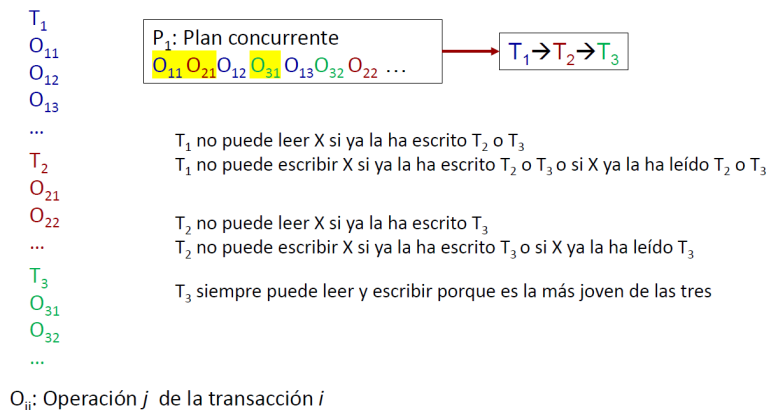 T₁
O₁₁
O₁₂
O₁₃
...
T₂
O₂₁
O₂₂
...
T₃
O₃₁
O₃₂
...
P₁: Plan concurrente
O₁₁ O₂₁ O₁₂ O₃₁ O₁₃ O₃₂ O₂₂ ...
T₁→T₂→T₃
T₁ no puede leer X si ya la ha escrito T₂ o T₃
T₁ no puede escribir X si ya la ha escrito T₂ o T₃ o si X ya la ha leído T₂ o T₃
T₂ no puede leer X si ya la ha escrito T₃
T₂ no puede escribir X si ya la ha escrito T₃ o si X ya la ha leído T₃
T₃ siempre puede leer y escribir porque es la más joven de las tres
Oᵢⱼ: Operación j de la transacción i